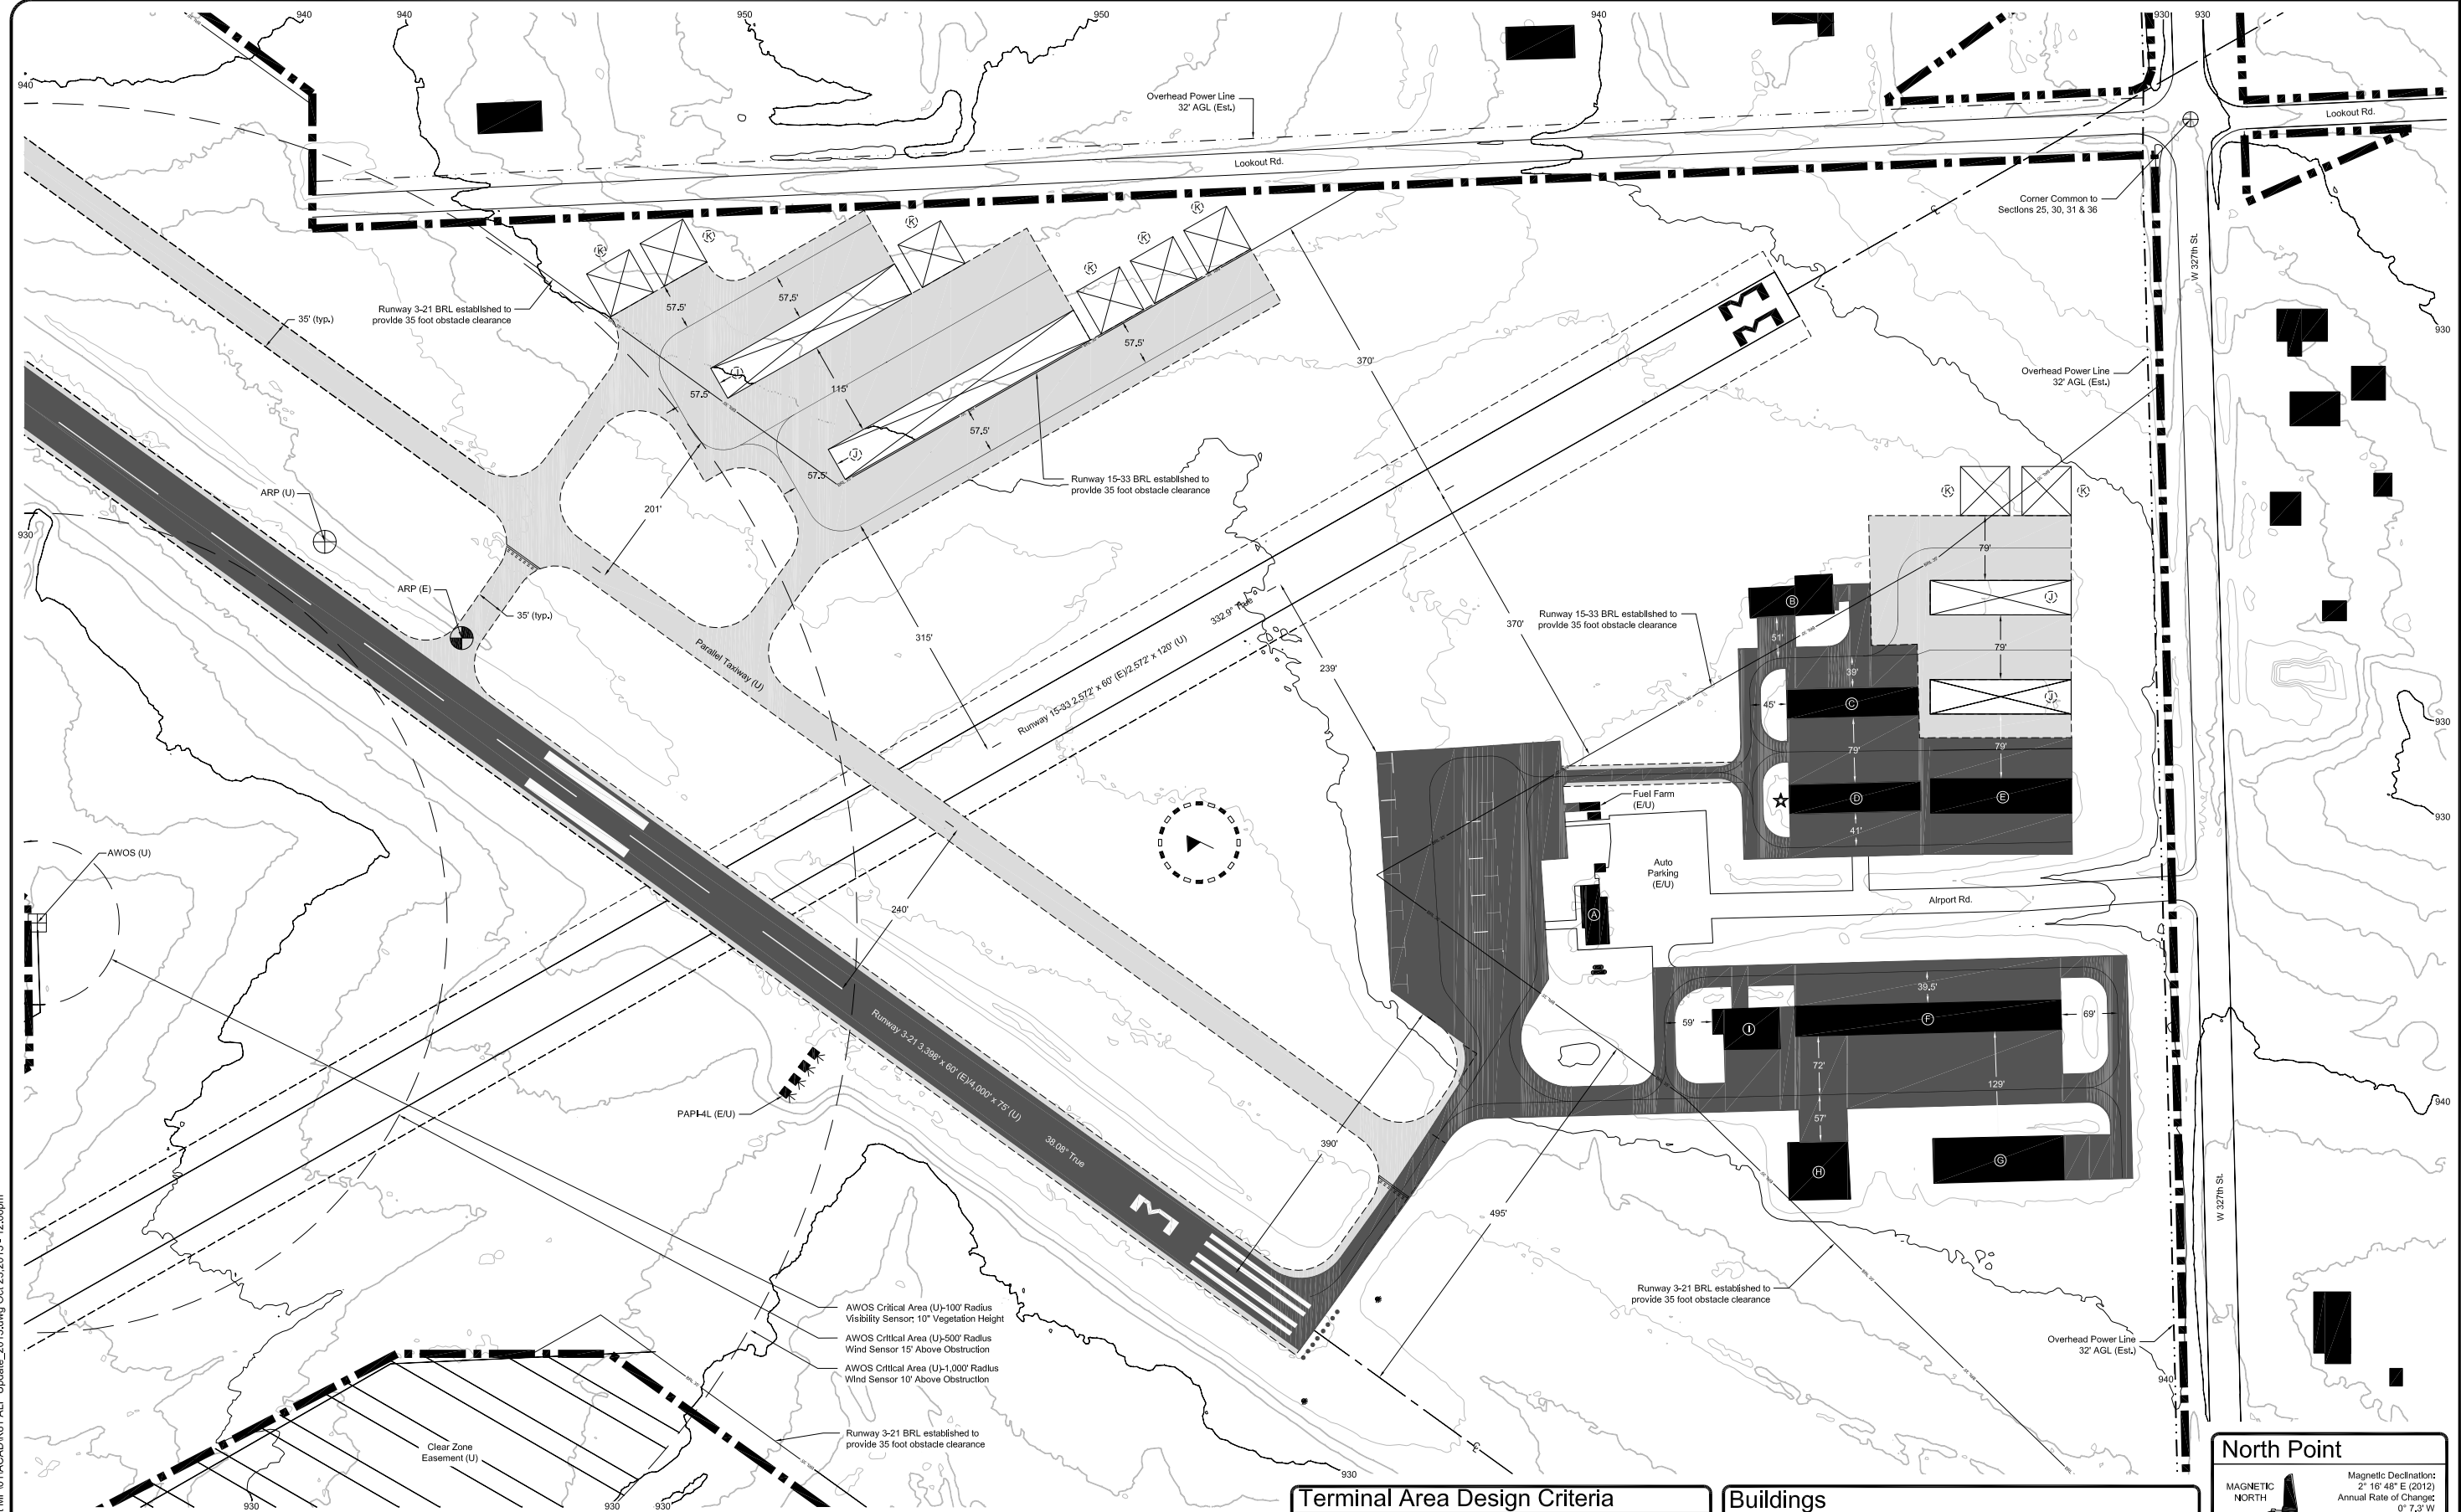 940
940
950
950
940
930
930
940
Overhead Power Line
32' AGL (Est.)
Lookout Rd.
Lookout Rd.
Corner Common to
Sections 25, 30, 31 & 36
W 327th St.
K
K
K
K
K
K
Runway 3-21 BRL established to
provide 35 foot obstacle clearance
35' (typ.)
57.5'
57.5'
57.5'
115'
57.5'
57.5'
57.5'
J
J
370'
930
Overhead Power Line
32' AGL (Est.)
Runway 15-33 BRL established to
provide 35 foot obstacle clearance
ARP (U)
201'
930
K
K
79'
ARP (E)
35' (typ.)
Parallel Taxiway (U)
315'
332.9° True
Runway 15-33 2,572' x 60' (E)/2,572' x 120' (U)
239'
370'
Runway 15-33 BRL established to
provide 35 foot obstacle clearance
B
J
51'
79'
39'
C
45'
J
930
79'
79'
Fuel Farm
(E/U)
D
E
41'
930
AWOS (U)
Auto
Parking
(E/U)
240'
A
Airport Rd.
39.5'
59'
I
F
69'
Runway 3-21 3,398' x 60' (E)/4,000' x 75' (U)
38.08° True
72'
129'
940
PAPI-4L (E/U)
57'
390'
H
G
W 327th St.
495'
Runway 3-21 BRL established to
provide 35 foot obstacle clearance
AWOS Critical Area (U)-100' Radius
Visibility Sensor: 10" Vegetation Height
AWOS Critical Area (U)-500' Radius
Wind Sensor 15' Above Obstruction
AWOS Critical Area (U)-1,000' Radius
Wind Sensor 10' Above Obstruction
Overhead Power Line
32' AGL (Est.)
940
Runway 3-21 BRL established to
provide 35 foot obstacle clearance
Clear Zone
Easement (U)
930
930
930
930
Terminal Area Design Criteria
Buildings
North Point
MAGNETIC
NORTH
Magnetic Declination:
2° 16' 48" E (2012)
Annual Rate of Change:
0° 7.3' W